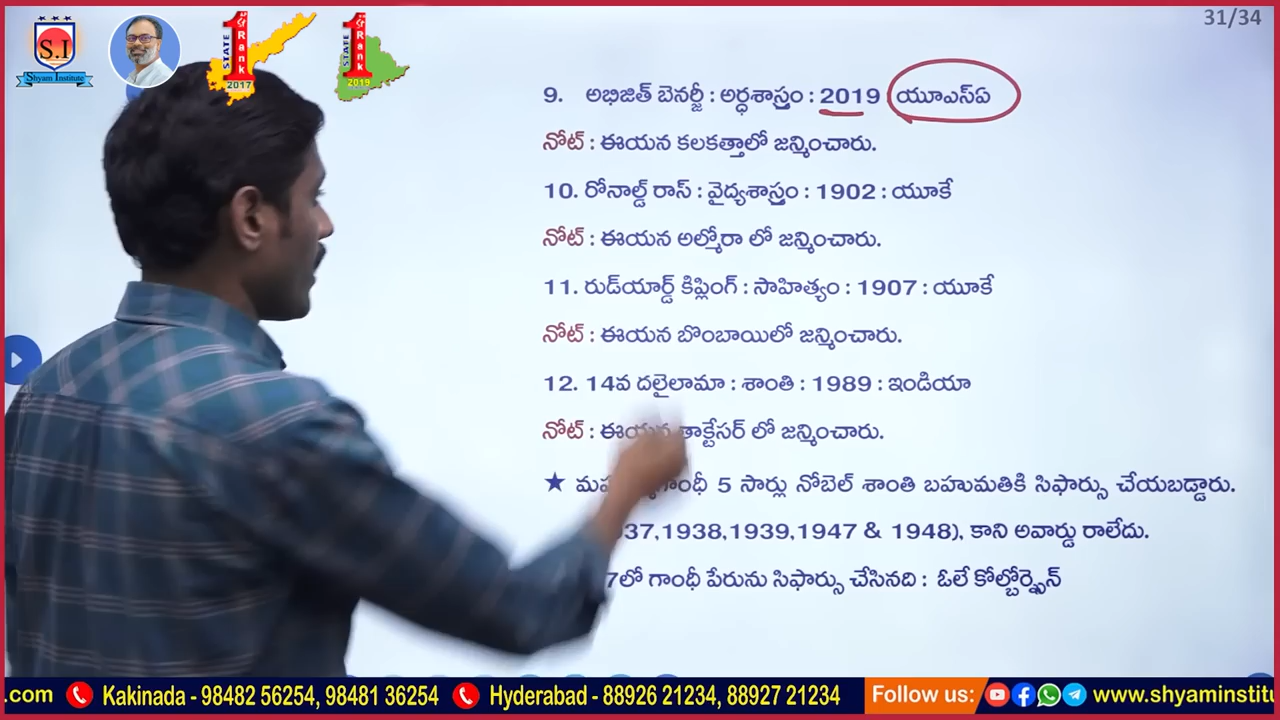 31/34
S.I
Shyam Institute
STATE 1 Rank 2017
STATE 1 Rank 2019
9. అభిజిత్ బెనర్జీ : అర్ధశాస్త్రం : 2019 యూఎస్ఏ
నోట్ : ఈయన కలకత్తాలో జన్మించారు.
10. రోనాల్డ్ రాస్ : వైద్యశాస్త్రం : 1902 : యూకే
నోట్ : ఈయన అల్మోరా లో జన్మించారు.
11. రుడ్‌యార్డ్ కిప్లింగ్ : సాహిత్యం : 1907 : యూకే
నోట్ : ఈయన బొంబాయిలో జన్మించారు.
12. 14వ దలైలామా : శాంతి : 1989 : ఇండియా
నోట్ : ఈయన తాక్టేసర్ లో జన్మించారు.
★ 5 సార్లు నోబెల్ శాంతి బహుమతికి సిఫార్సు చేయబడ్డారు.
37,1938,1939,1947 & 1948), కాని అవార్డు రాలేదు.
7లో గాంధీ పేరును సిఫార్సు చేసినది : ఓలే కోల్బోర్న్సెన్
.com Kakinada - 98482 56254, 98481 36254 Hyderabad - 88926 21234, 88927 21234 Follow us: www.shyaminstitu